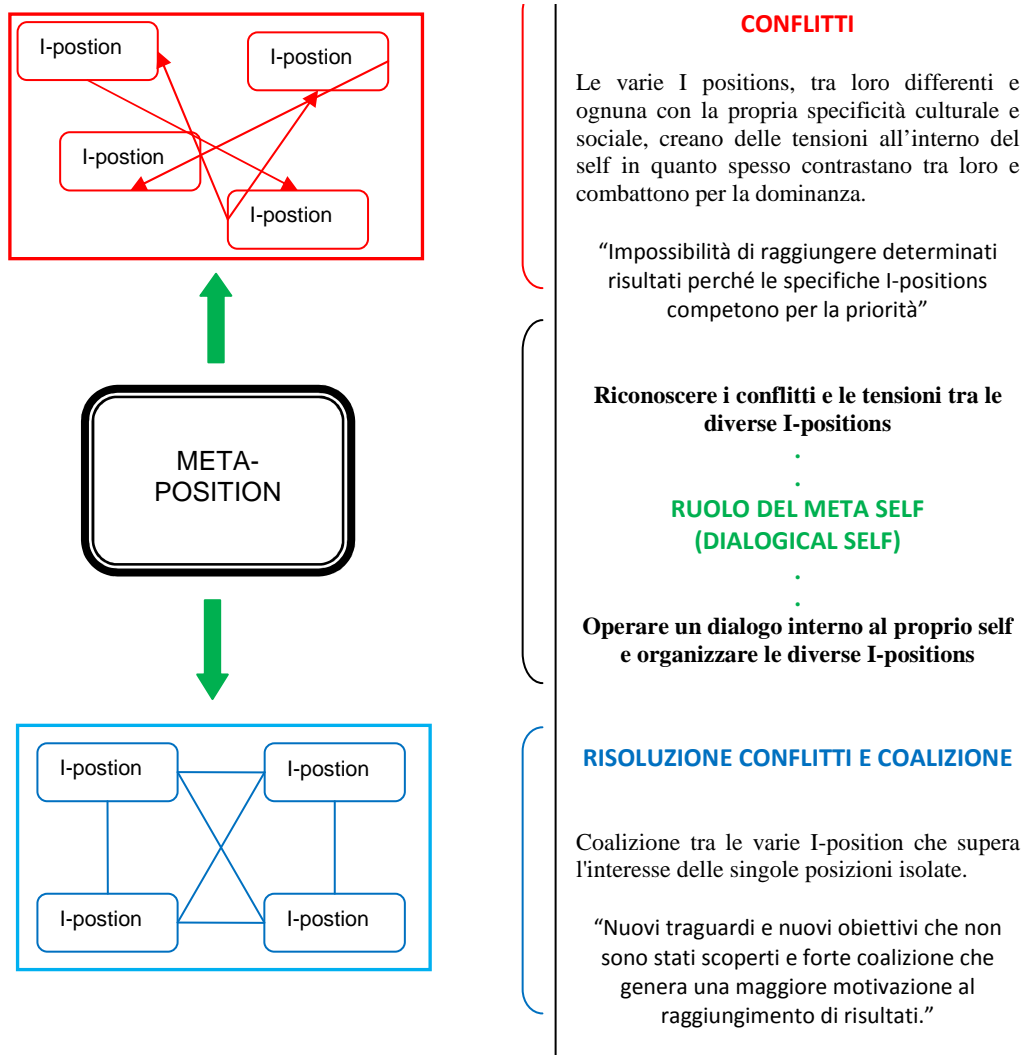 I-postion
I-postion
I-postion
I-postion
META-
POSITION
I-postion
I-postion
I-postion
I-postion
CONFLITTI
Le varie I positions, tra loro differenti e
ognuna con la propria specificità culturale e
sociale, creano delle tensioni all’interno del
self in quanto spesso contrastano tra loro e
combattono per la dominanza.
“Impossibilità di raggiungere determinati
risultati perché le specifiche I-positions
competono per la priorità”
Riconoscere i conflitti e le tensioni tra le
diverse I-positions
.
.
RUOLO DEL META SELF
(DIALOGICAL SELF)
.
.
Operare un dialogo interno al proprio self
e organizzare le diverse I-positions
RISOLUZIONE CONFLITTI E COALIZIONE
Coalizione tra le varie I-position che supera
l'interesse delle singole posizioni isolate.
“Nuovi traguardi e nuovi obiettivi che non
sono stati scoperti e forte coalizione che
genera una maggiore motivazione al
raggiungimento di risultati.”